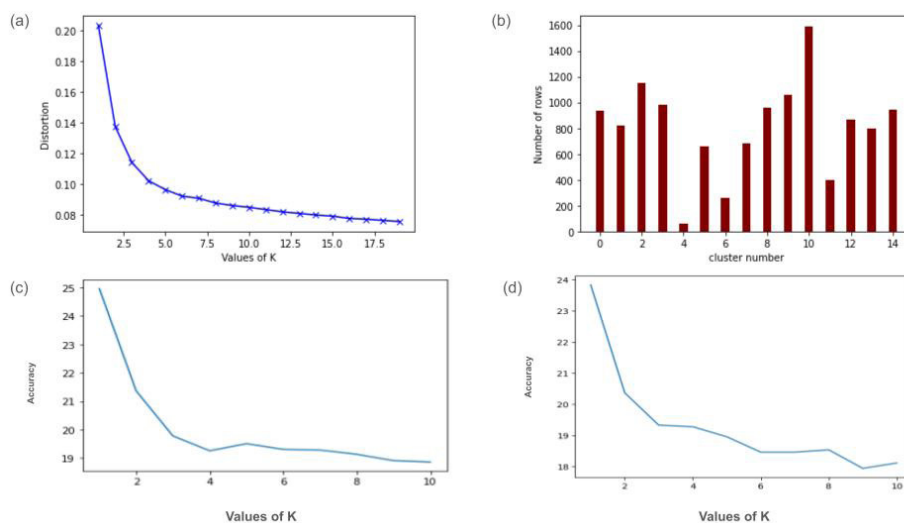 (a)
0.20
0.18
0.16
0.14
0.12
0.10
0.08
Distortion
2.5 5.0 7.5 10.0 12.5 15.0 17.5
Values of K
(b)
1600
1400
1200
1000
800
600
400
200
0
Number of rows
0 2 4 6 8 10 12 14
cluster number
(c)
25
24
23
22
21
20
19
Accuracy
2 4 6 8 10
Values of K
(d)
24
23
22
21
20
19
18
Accuracy
2 4 6 8 10
Values of K